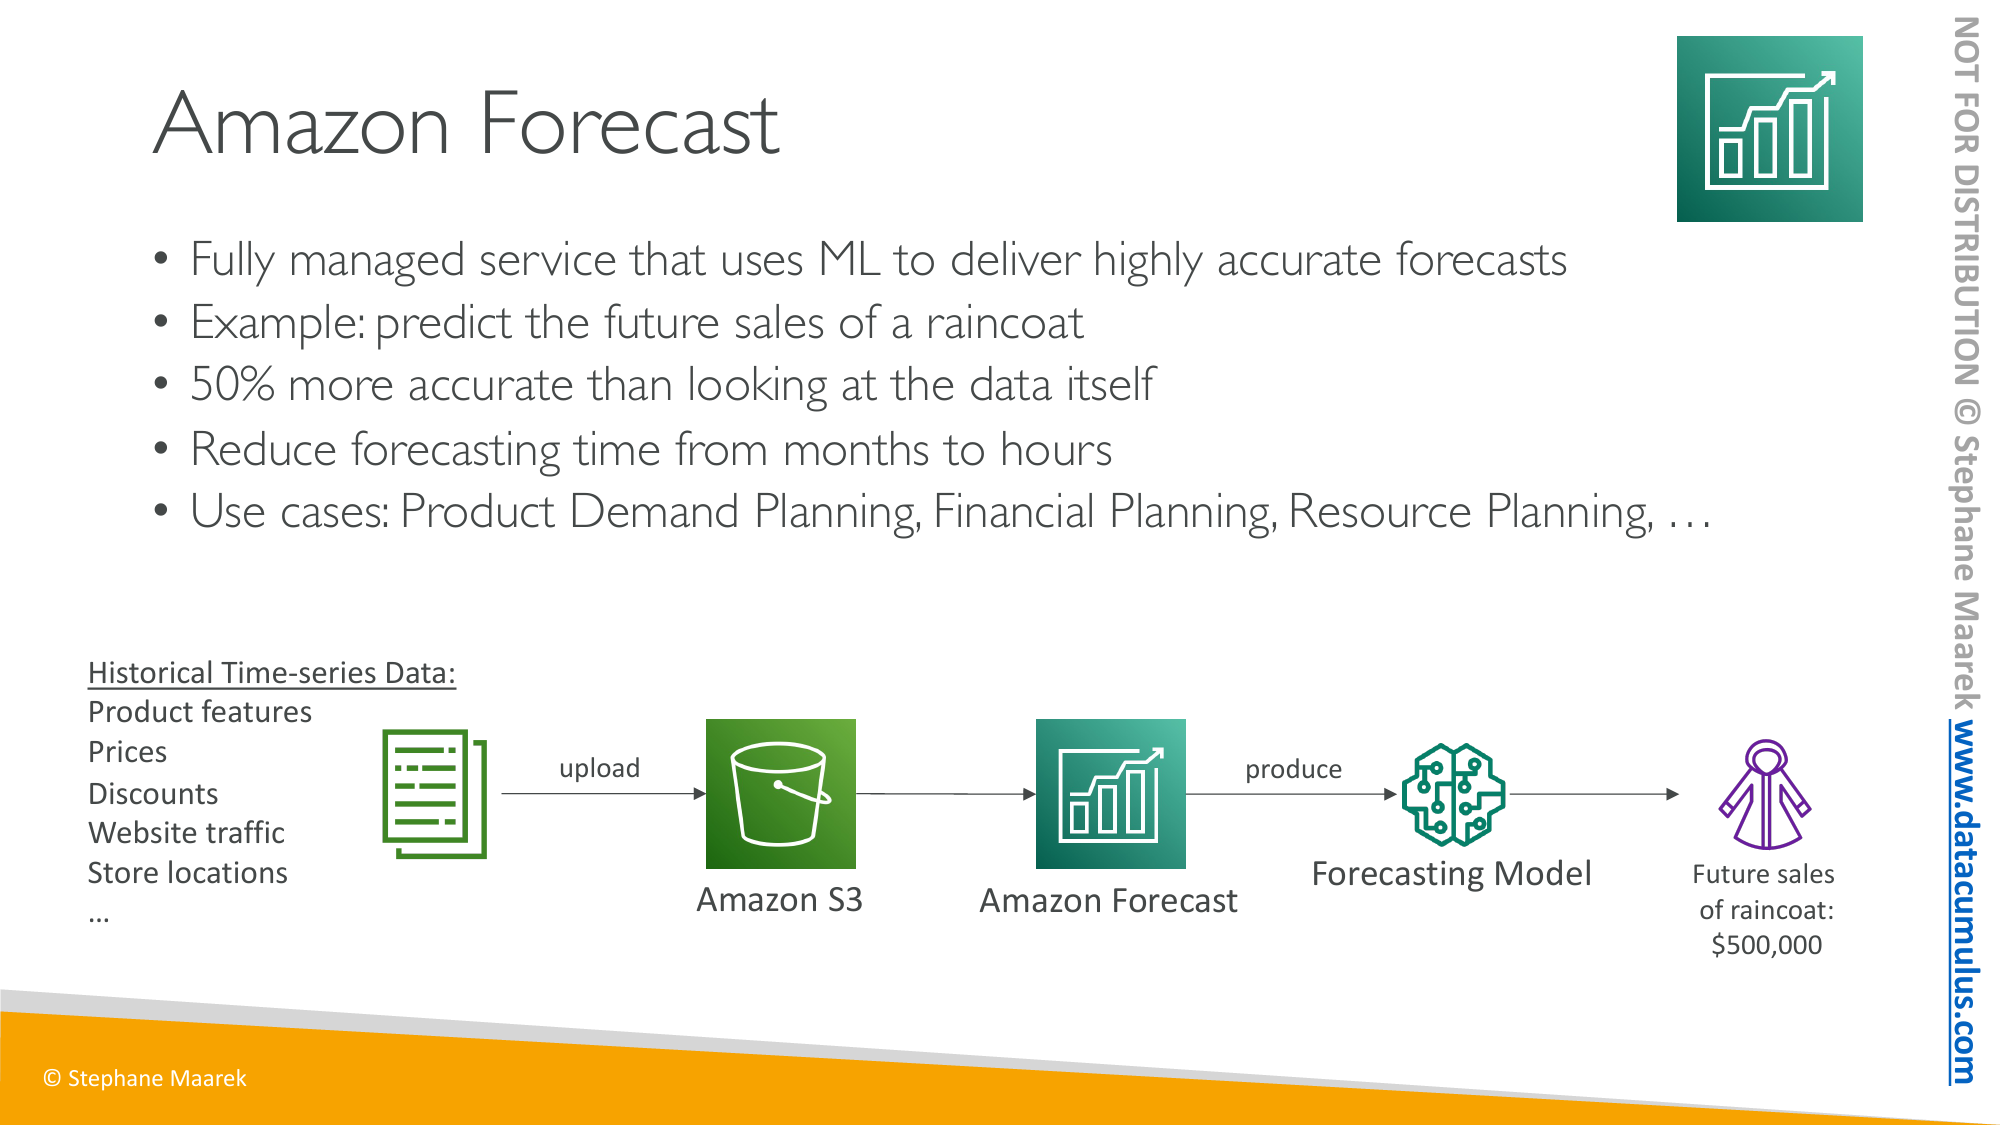 Amazon Forecast
• Fully managed service that uses ML to deliver highly accurate forecasts
• Example: predict the future sales of a raincoat
• 50% more accurate than looking at the data itself
• Reduce forecasting time from months to hours
• Use cases: Product Demand Planning, Financial Planning, Resource Planning, …
Historical Time-series Data:
Product features
Prices
Discounts
Website traffic
Store locations
…
upload
Amazon S3
Amazon Forecast
produce
Forecasting Model
Future sales
of raincoat:
$500,000
© Stephane Maarek
NOT FOR DISTRIBUTION © Stephane Maarek www.datacumulus.com